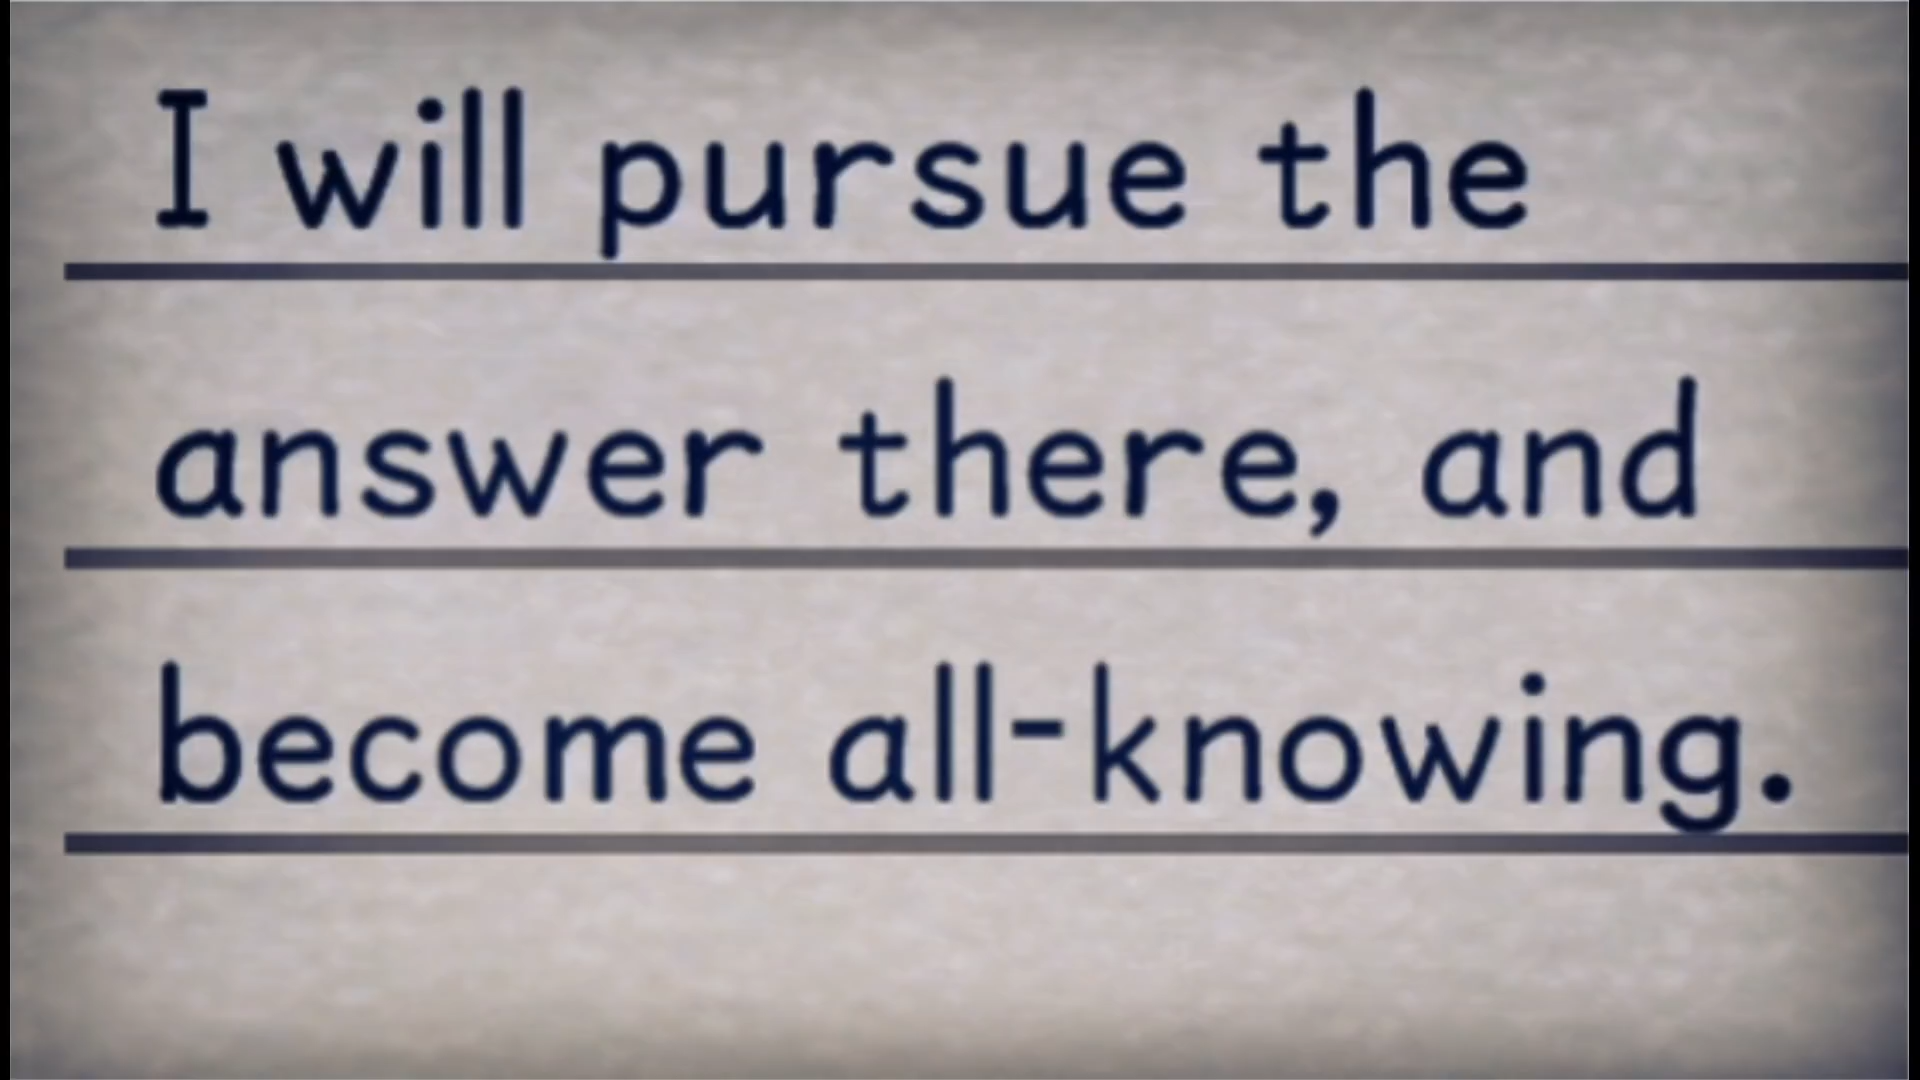 I will pursue the
answer there, and
become all-knowing.